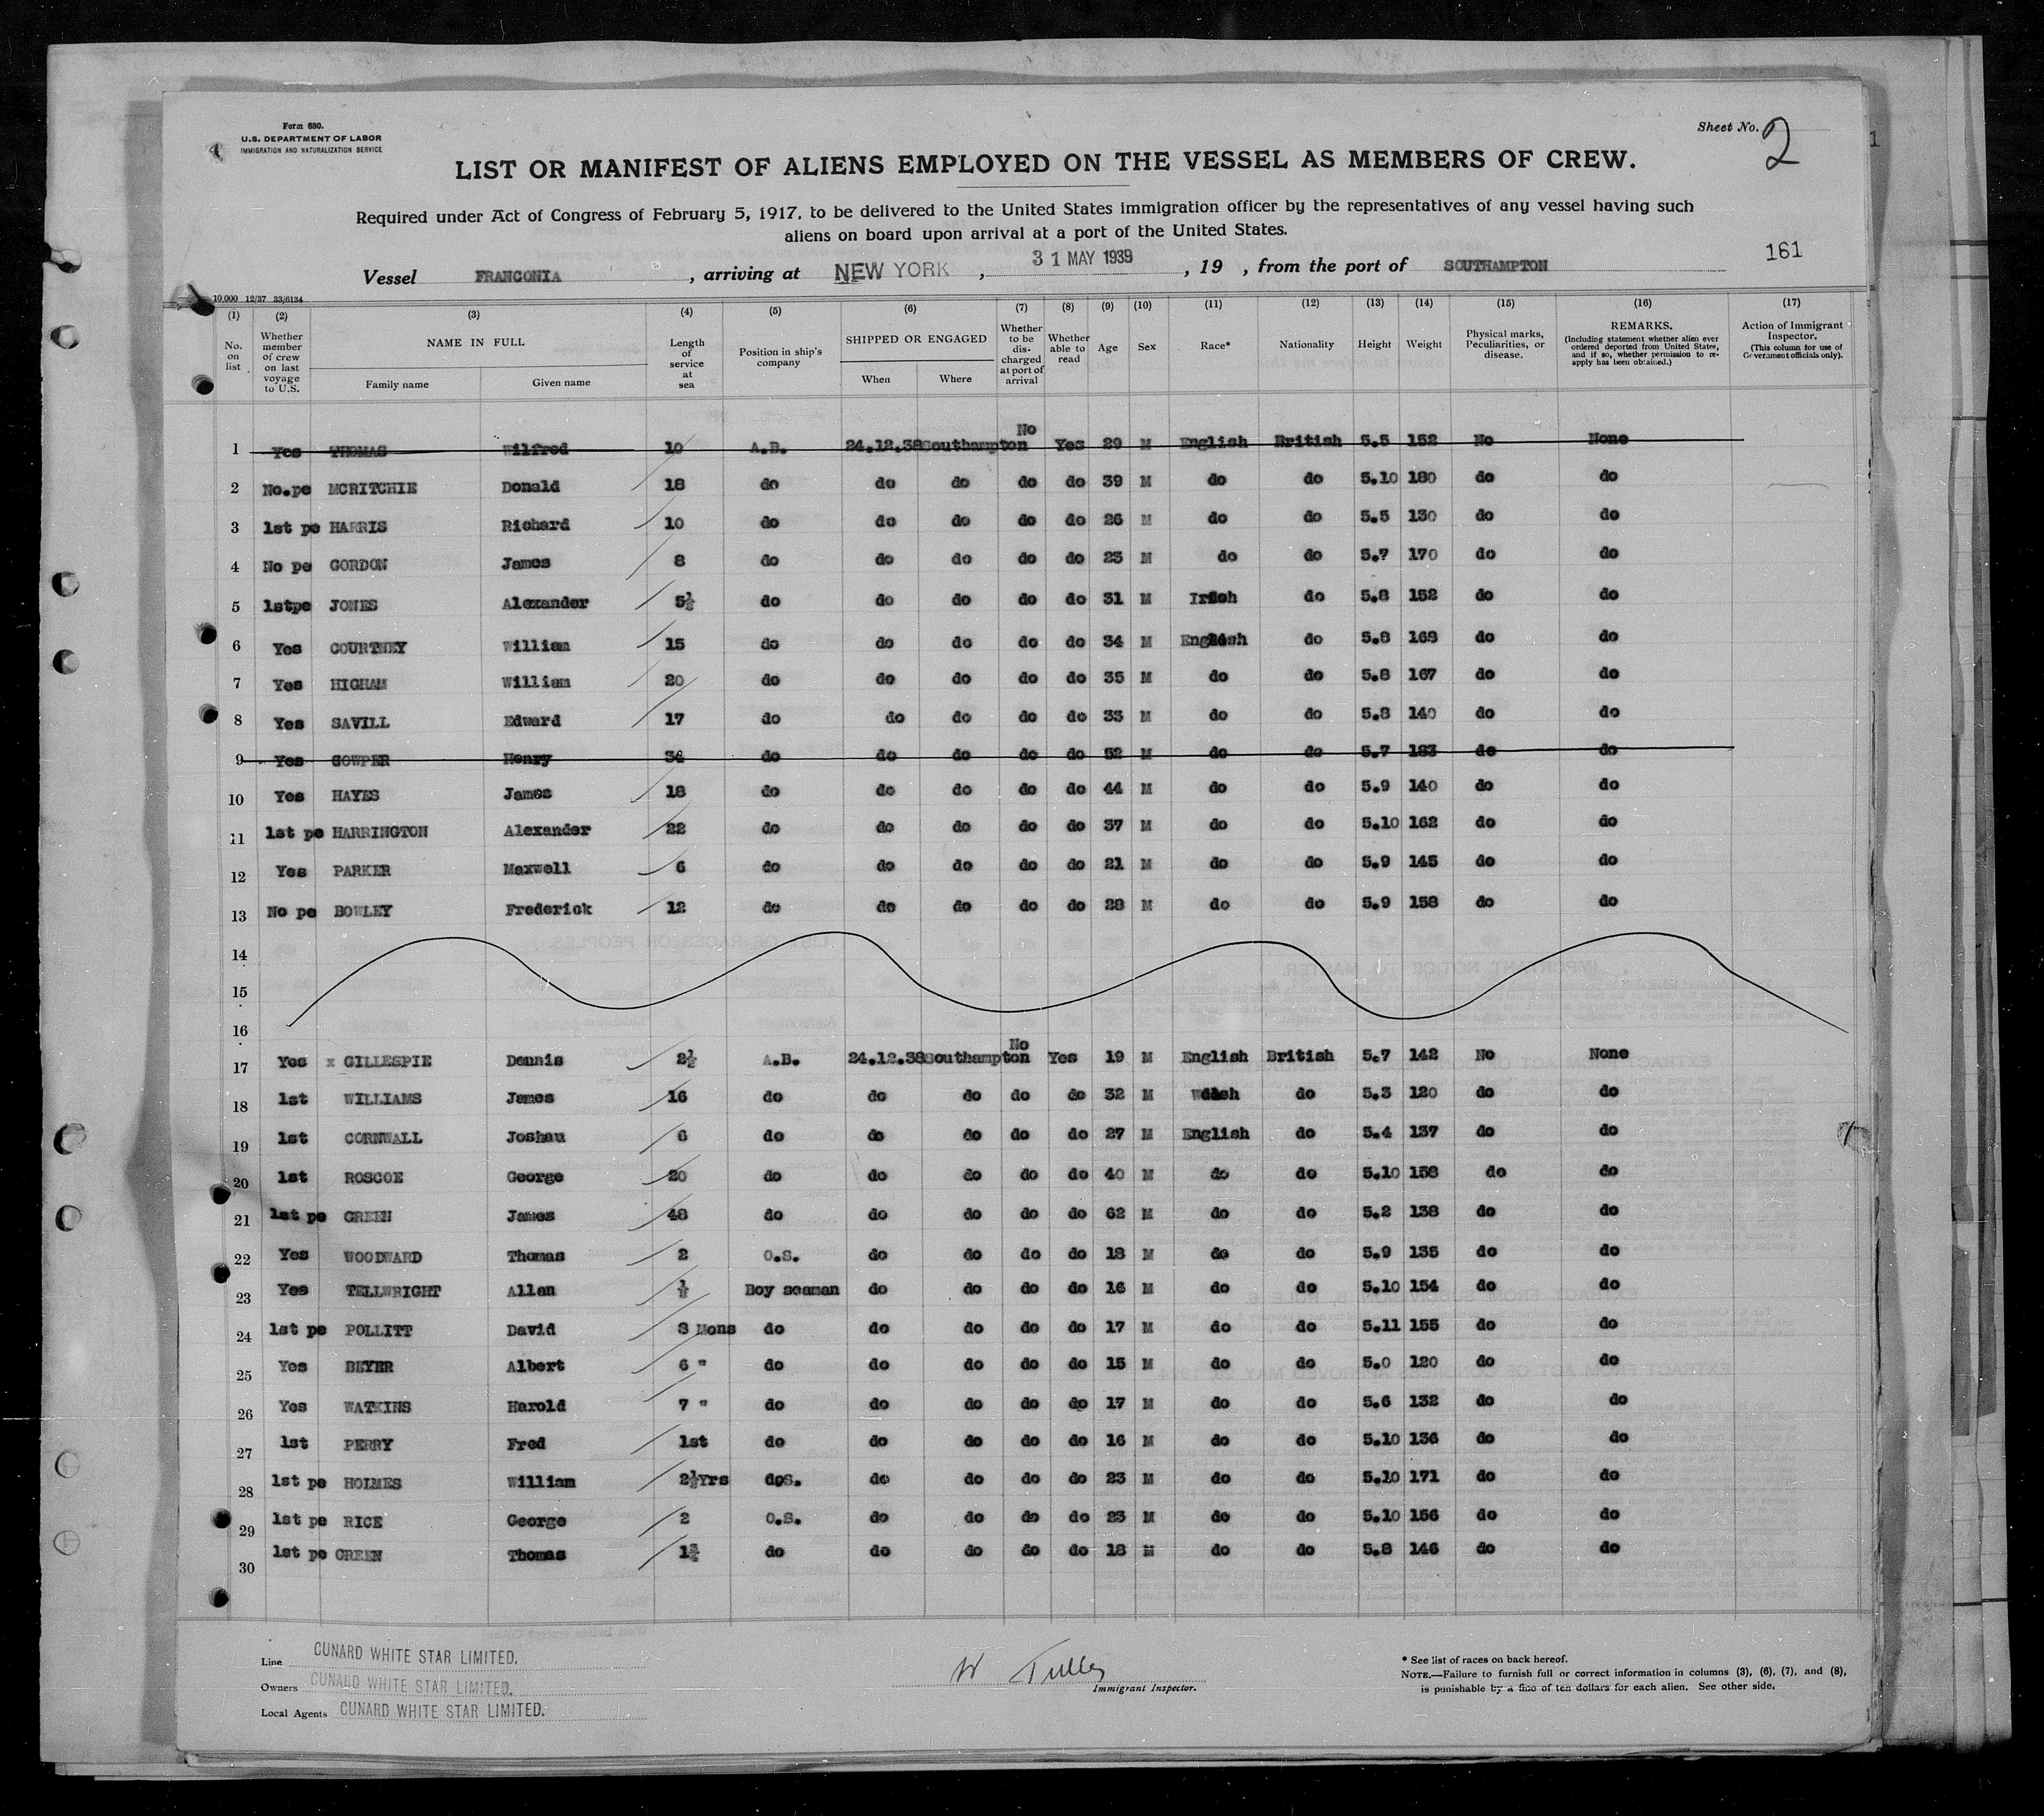 Form 680.
U.S. DEPARTMENT OF LABOR
IMMIGRATION AND NATURALIZATION SERVICE
Sheet No. 2
LIST OR MANIFEST OF ALIENS EMPLOYED ON THE VESSEL AS MEMBERS OF CREW.
Required under Act of Congress of February 5, 1917, to be delivered to the United States immigration officer by the representatives of any vessel having such
aliens on board upon arrival at a port of the United States.
161
Vessel FRANCONIA , arriving at NEW YORK , 31 MAY 1939 , 19 , from the port of SOUTHAMPTON
10,000 12/37 33/6134
(1) (2) (3) (4) (5) (6) (7) (8) (9) (10) (11) (12) (13) (14) (15) (16) (17)
No. on list
Whether member of crew on last voyage to U.S.
NAME IN FULL
Family name
Given name
Length of service at sea
Position in ship's company
SHIPPED OR ENGAGED
When
Where
Whether to be discharged at port of arrival
Whether able to read
Age
Sex
Race*
Nationality
Height
Weight
Physical marks, Peculiarities, or disease.
REMARKS.
(Including statement whether alien ever ordered deported from United States, and if so, whether permission to re-apply has been obtained.)
Action of Immigrant Inspector.
(This column for use of Government officials only).
1 Yes THOMAS Wilfred 10 A.B. 24.12.38 Southampton No Yes 29 M English British 5.5 152 No None
2 No.pe MCRITCHIE Donald 18 do do do do do 39 M do do 5.10 180 do do
3 1st pe HARRIS Richard 10 do do do do do 26 M do do 5.5 130 do do
4 No pe GORDON James 8 do do do do do 23 M do do 5.7 170 do do
5 1stpe JONES Alexander 5½ do do do do do 31 M Irish do 5.8 152 do do
6 Yes COURTNEY William 15 do do do do do 34 M English do 5.8 168 do do
7 Yes HIGHAM William 20 do do do do do 35 M do do 5.8 167 do do
8 Yes SAVILL Edward 17 do do do do do 33 M do do 5.8 140 do do
9 Yes COWPER Henry 34 do do do do do 52 M do do 5.7 183 do do
10 Yes HAYES James 18 do do do do do 44 M do do 5.9 140 do do
11 1st pe HARRINGTON Alexander 22 do do do do do 37 M do do 5.10 162 do do
12 Yes PARKER Maxwell 6 do do do do do 21 M do do 5.9 145 do do
13 No pe BOWLEY Frederick 12 do do do do do 28 M do do 5.9 158 do do
14
15
16
17 Yes x GILLESPIE Dennis 2½ A.B. 24.12.38 Southampton No Yes 19 M English British 5.7 142 No None
18 1st WILLIAMS James 16 do do do do do 32 M Welsh do 5.3 120 do do
19 1st CORNWALL Joshau 6 do do do do do 27 M English do 5.4 137 do do
20 1st ROSCOE George 20 do do do do do 40 M do do 5.10 158 do do
21 1st pe GREEN James 48 do do do do do 62 M do do 5.2 138 do do
22 Yes WOODWARD Thomas 2 O.S. do do do do 18 M do do 5.9 135 do do
23 Yes TELLWRIGHT Allan ½ Boy seaman do do do do 16 M do do 5.10 154 do do
24 1st pe POLLITT David 3 Mons do do do do do 17 M do do 5.11 155 do do
25 Yes BEYER Albert 6 " do do do do do 15 M do do 5.0 120 do do
26 Yes WATKINS Harold 7 " do do do do do 17 M do do 5.6 132 do do
27 1st PERRY Fred 1st do do do do do 16 M do do 5.10 136 do do
28 1st pe HOLMES William 2½Yrs O.S. do do do do 23 M do do 5.10 171 do do
29 1st pe RICE George 2 O.S. do do do do 23 M do do 5.10 156 do do
30 1st pe GREEN Thomas 1¾ do do do do do 18 M do do 5.8 146 do do
Line CUNARD WHITE STAR LIMITED.
Owners CUNARD WHITE STAR LIMITED.
Local Agents CUNARD WHITE STAR LIMITED.
W Tulley
Immigrant Inspector.
* See list of races on back hereof.
NOTE.—Failure to furnish full or correct information in columns (3), (6), (7), and (8),
is punishable by a fine of ten dollars for each alien. See other side.